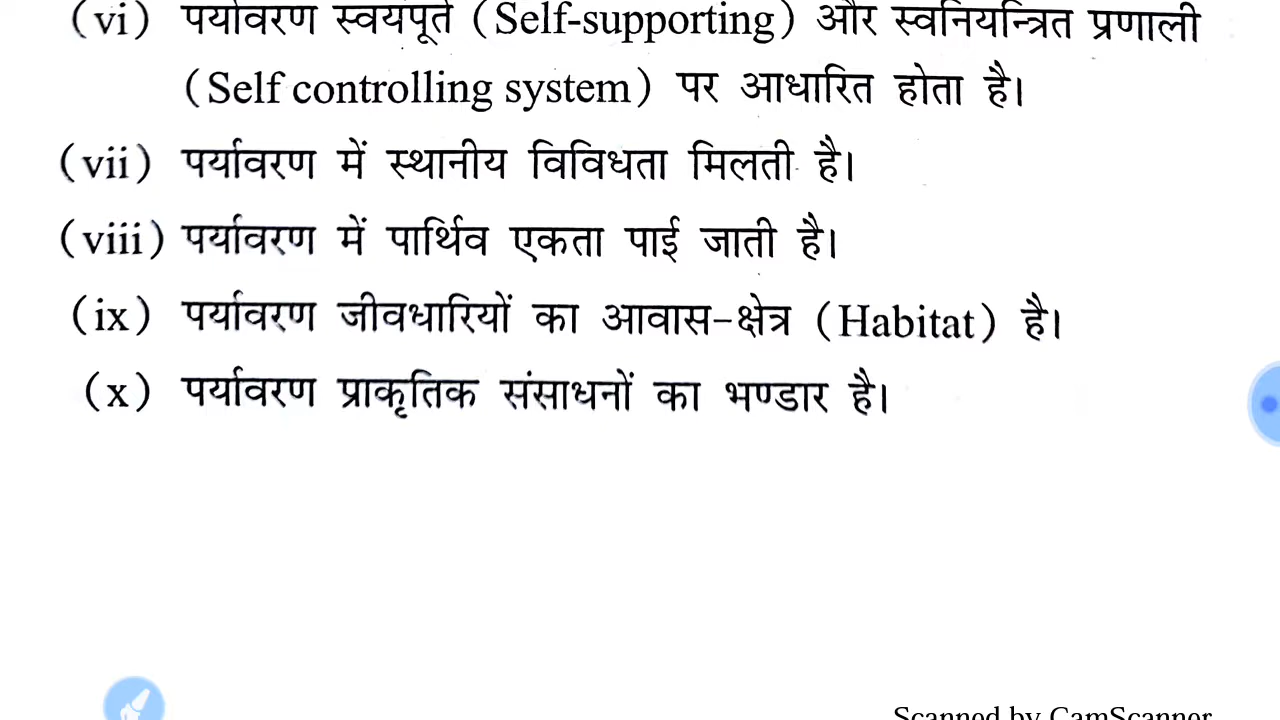 (vi) पर्यावरण स्वयंपूर्त (Self-supporting) और स्वनियन्त्रित प्रणाली
(Self controlling system) पर आधारित होता है।
(vii) पर्यावरण में स्थानीय विविधता मिलती है।
(viii) पर्यावरण में पार्थिव एकता पाई जाती है।
(ix) पर्यावरण जीवधारियों का आवास-क्षेत्र (Habitat) है।
(x) पर्यावरण प्राकृतिक संसाधनों का भण्डार है।
Scanned by CamScanner